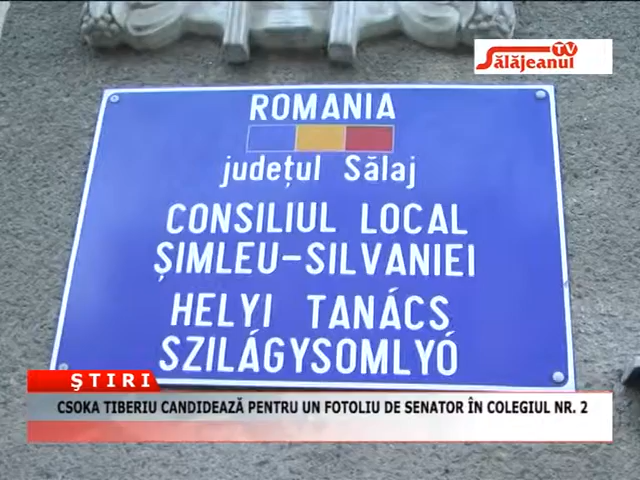 Sălăjeanul TV
ROMANIA
județul Sălaj
CONSILIUL LOCAL
ȘIMLEU-SILVANIEI
HELYI TANÁCS
SZILÁGYSOMLYÓ
ŞTIRI
CSOKA TIBERIU CANDIDEAZĂ PENTRU UN FOTOLIU DE SENATOR ÎN COLEGIUL NR. 2